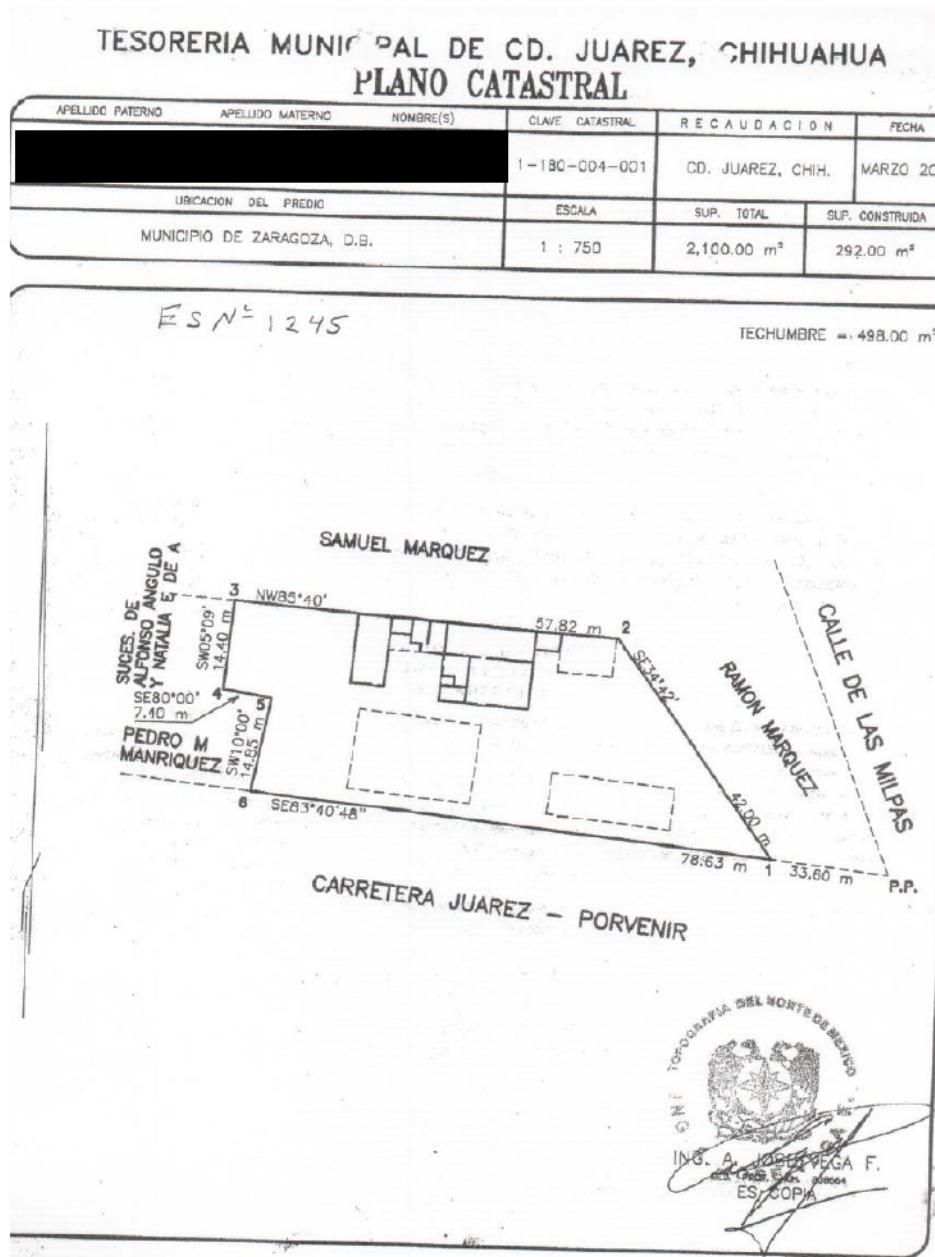 TESORERIA MUNICIPAL DE CD. JUAREZ, CHIHUAHUA
PLANO CATASTRAL
APELLIDO PATERNO APELLIDO MATERNO NOMBRE(S) CLAVE CATASTRAL RECAUDACION FECHA
1-180-004-001 CD. JUAREZ, CHIH. MARZO 20
UBICACION DEL PREDIO ESCALA SUP. TOTAL SUP. CONSTRUIDA
MUNICIPIO DE ZARAGOZA, D.B. 1 : 750 2,100.00 m² 292.00 m²
ES Nº 1245
TECHUMBRE = 498.00 m²
SAMUEL MARQUEZ
SUCES. DE
ALFONSO ANGULO
Y NATALIA E DE A
3 NW85°40' 57.82 m 2
SW05°09'
14.40 m
SE34°42'
42.00 m
CALLE DE LAS MILPAS
RAMON MARQUEZ
4 5
SE80°00'
7.10 m
PEDRO M
MANRIQUEZ
SW10°00'
14.85 m
6 SE83°40'48" 78.63 m 1 33.60 m P.P.
CARRETERA JUAREZ - PORVENIR
TOPOGRAFIA DEL NORTE DE MEXICO
ING. A. JOSE VEGA F.
ES COPIA